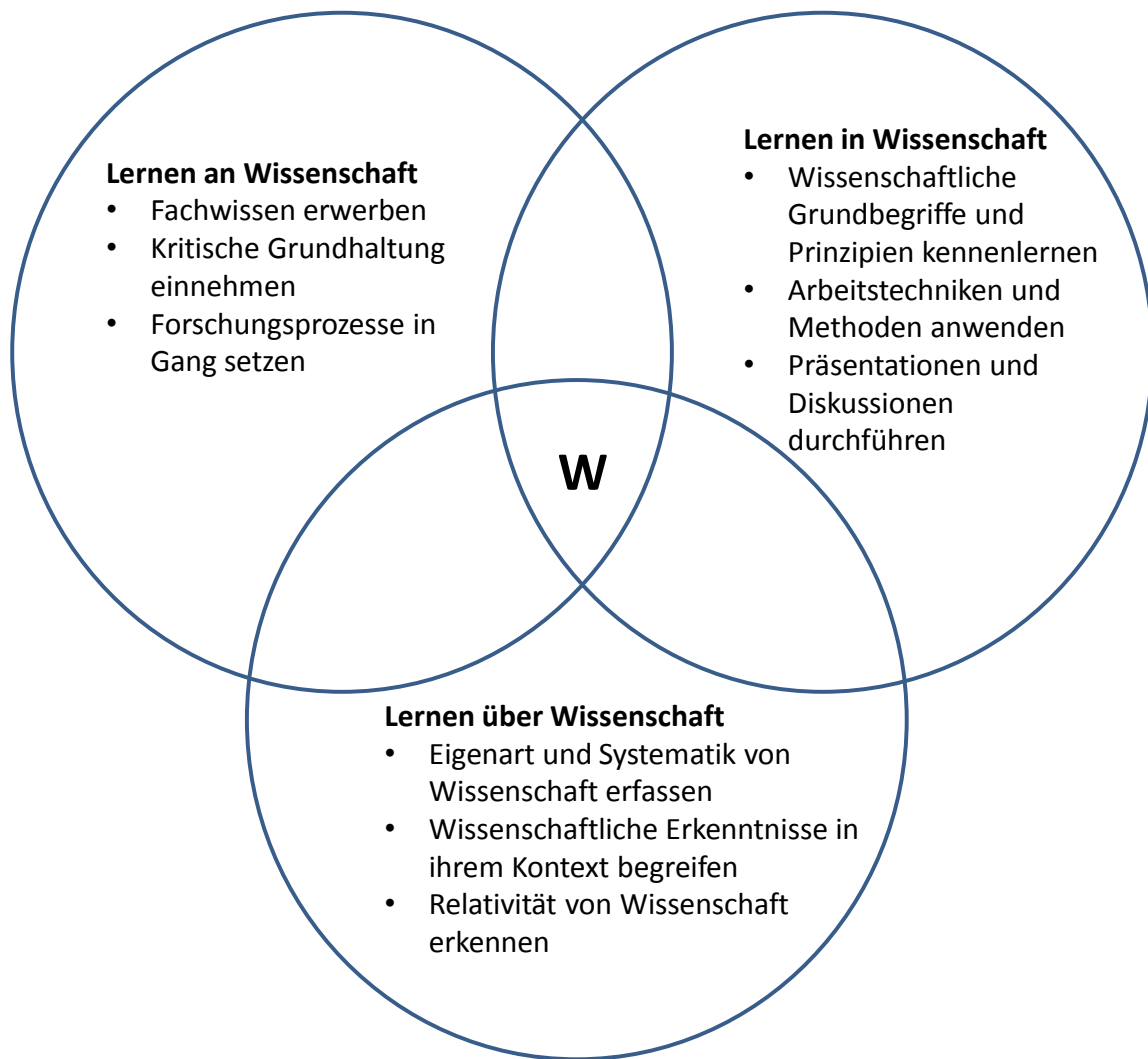 Lernen an Wissenschaft
• Fachwissen erwerben
• Kritische Grundhaltung
einnehmen
• Forschungsprozesse in
Gang setzen
Lernen in Wissenschaft
• Wissenschaftliche
Grundbegriffe und
Prinzipien kennenlernen
• Arbeitstechniken und
Methoden anwenden
• Präsentationen und
Diskussionen
durchführen
W
Lernen über Wissenschaft
• Eigenart und Systematik von
Wissenschaft erfassen
• Wissenschaftliche Erkenntnisse in
ihrem Kontext begreifen
• Relativität von Wissenschaft
erkennen